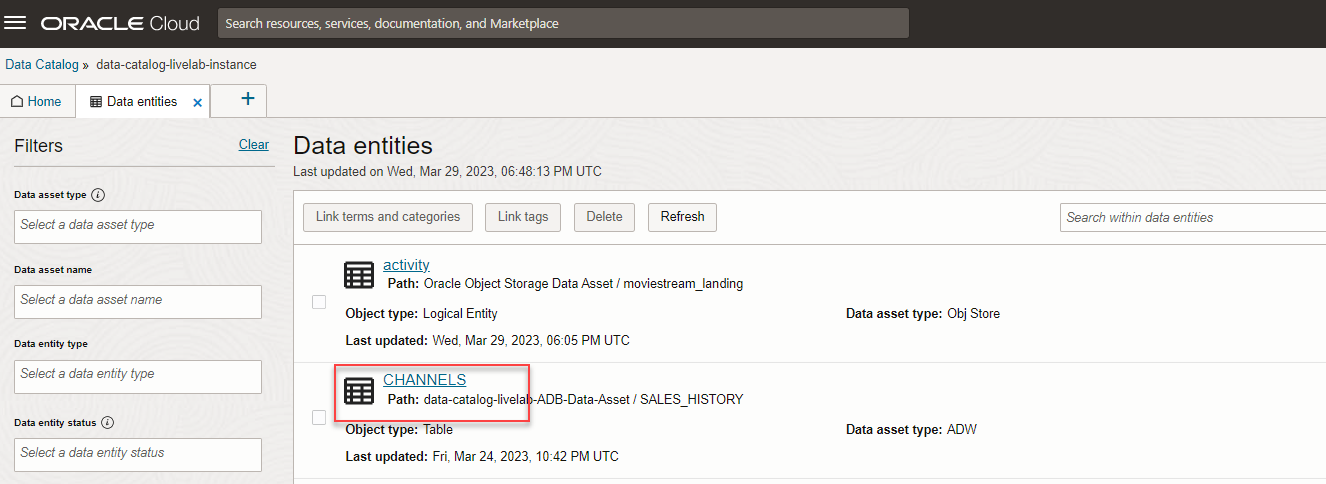 ORACLE Cloud
Search resources, services, documentation, and Marketplace
Data Catalog » data-catalog-livelab-instance
Home
Data entities ×
+
Filters
Clear
Data asset type i
Select a data asset type
Data asset name
Select a data asset name
Data entity type
Select a data entity type
Data entity status i
Select a data entity status
Data entities
Last updated on Wed, Mar 29, 2023, 06:48:13 PM UTC
Link terms and categories
Link tags
Delete
Refresh
Search within data entities
activity
Path: Oracle Object Storage Data Asset / moviestream_landing
Object type: Logical Entity
Data asset type: Obj Store
Last updated: Wed, Mar 29, 2023, 06:05 PM UTC
CHANNELS
Path: data-catalog-livelab-ADB-Data-Asset / SALES_HISTORY
Object type: Table
Data asset type: ADW
Last updated: Fri, Mar 24, 2023, 10:42 PM UTC